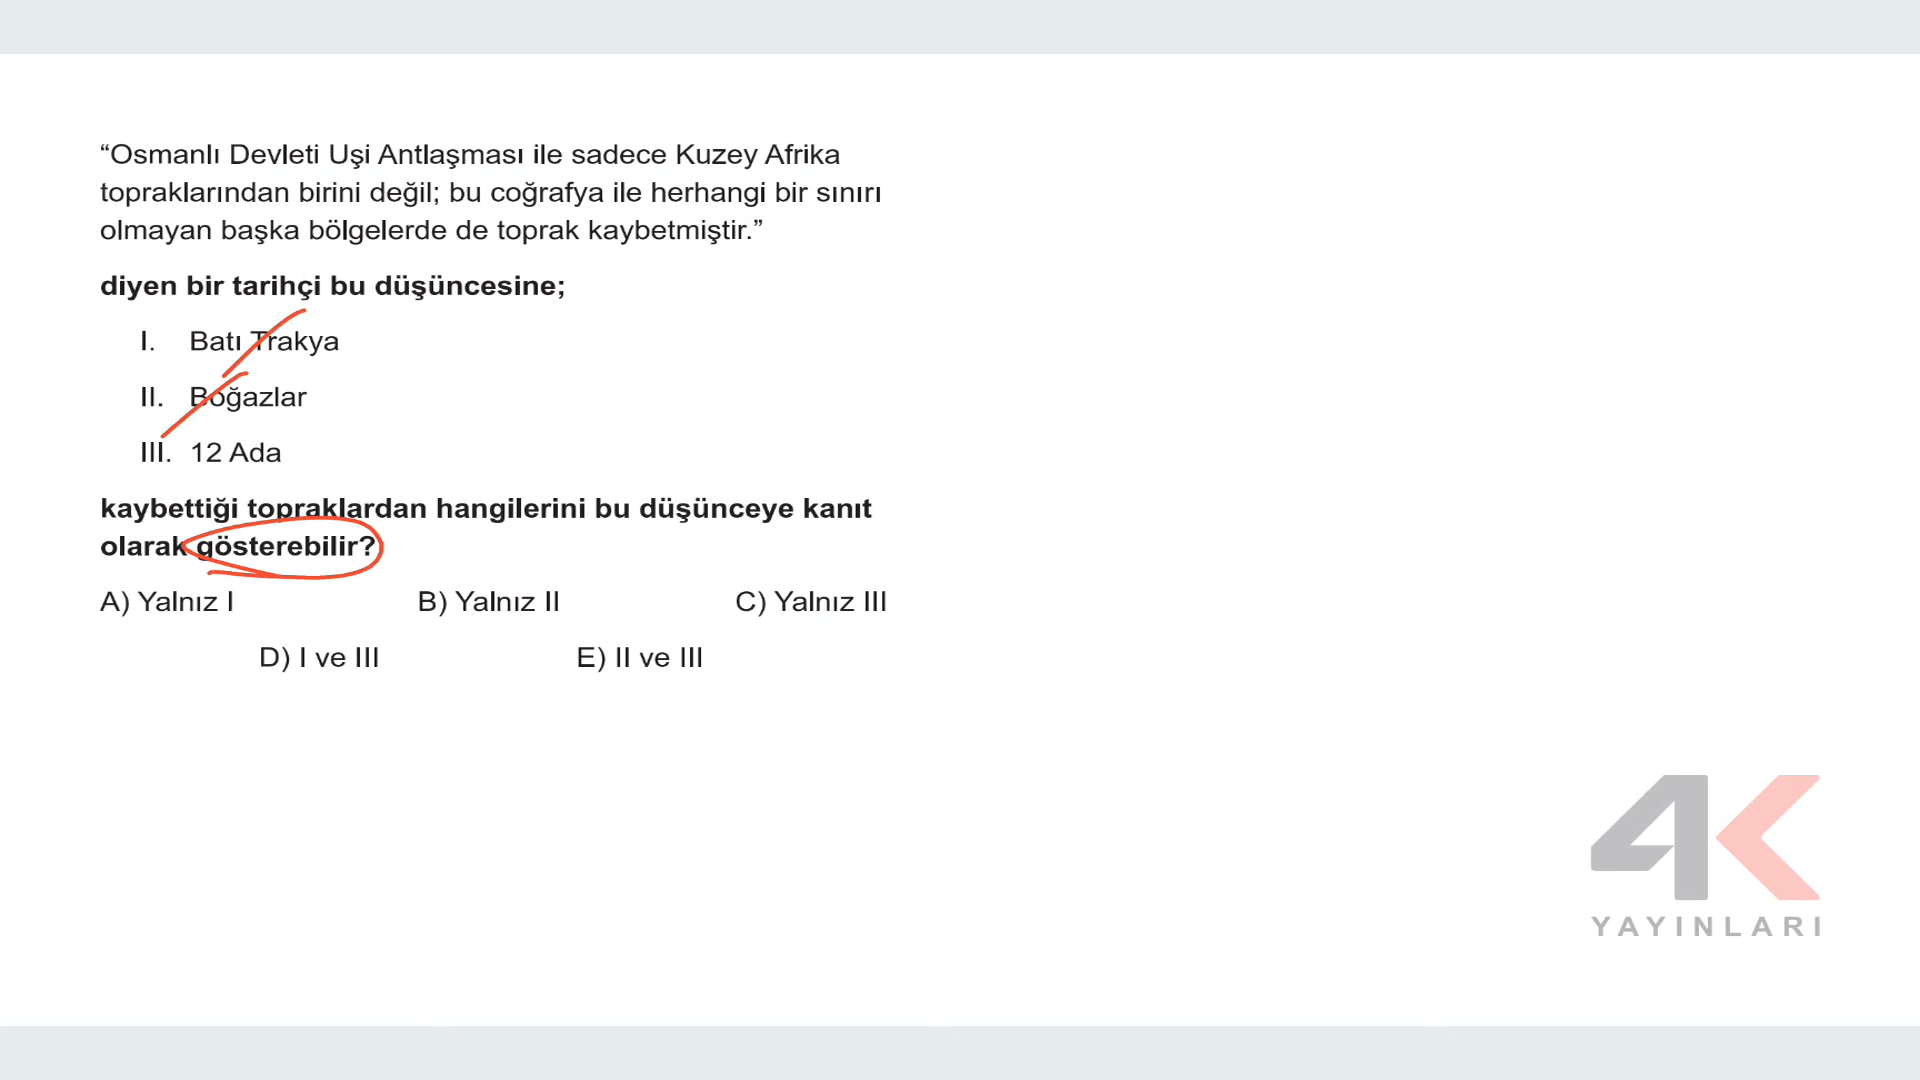 “Osmanlı Devleti Uşi Antlaşması ile sadece Kuzey Afrika
topraklarından birini değil; bu coğrafya ile herhangi bir sınırı
olmayan başka bölgelerde de toprak kaybetmiştir.”
diyen bir tarihçi bu düşüncesine;
I. Batı Trakya
II. Boğazlar
III. 12 Ada
kaybettiği topraklardan hangilerini bu düşünceye kanıt
olarak gösterebilir?
A) Yalnız I B) Yalnız II C) Yalnız III
D) I ve III E) II ve III
4K
YAYINLARI